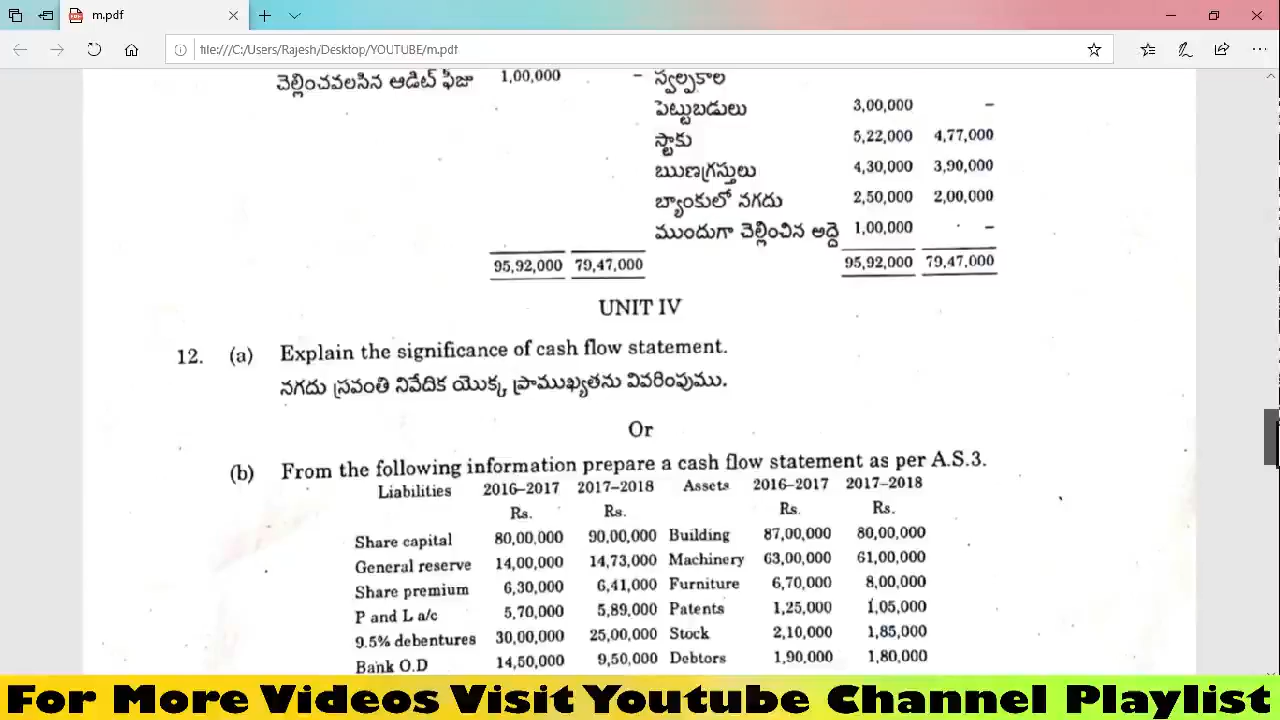 m.pdf
file:///C:/Users/Rajesh/Desktop/YOUTUBE/m.pdf
చెల్లించవలసిన ఆడిట్ ఫీజు 1,00,000 – స్వల్పకాల
పెట్టుబడులు 3,00,000 –
స్టాకు 5,22,000 4,77,000
ఋణగ్రస్తులు 4,30,000 3,90,000
బ్యాంకులో నగదు 2,50,000 2,00,000
ముందుగా చెల్లించిన అద్దె 1,00,000 –
95,92,000 79,47,000 95,92,000 79,47,000
UNIT IV
12. (a) Explain the significance of cash flow statement.
నగదు స్రవంతి నివేదిక యొక్క ప్రాముఖ్యతను వివరింపుము.
Or
(b) From the following information prepare a cash flow statement as per A.S.3.
Liabilities 2016–2017 2017–2018 Assets 2016–2017 2017–2018
Rs. Rs. Rs. Rs.
Share capital 80,00,000 90,00,000 Building 87,00,000 80,00,000
General reserve 14,00,000 14,73,000 Machinery 63,00,000 61,00,000
Share premium 6,30,000 6,41,000 Furniture 6,70,000 8,00,000
P and L a/c 5,70,000 5,89,000 Patents 1,25,000 1,05,000
9.5% debentures 30,00,000 25,00,000 Stock 2,10,000 1,85,000
Bank O.D 14,50,000 9,50,000 Debtors 1,90,000 1,80,000
For More Videos Visit Youtube Channel Playlist